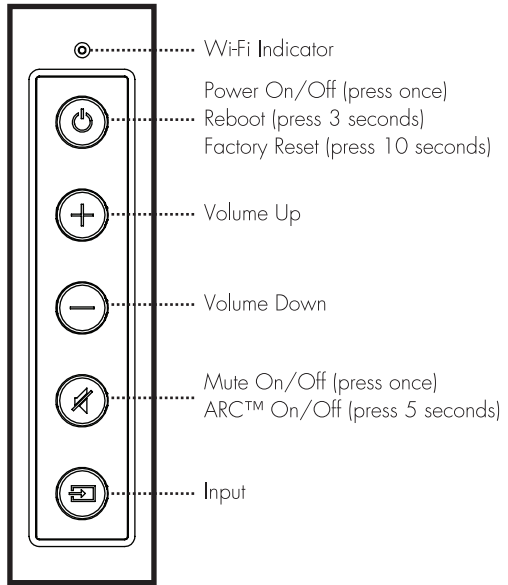 Wi-Fi Indicator
Power On/Off (press once)
Reboot (press 3 seconds)
Factory Reset (press 10 seconds)
Volume Up
Volume Down
Mute On/Off (press once)
ARC™ On/Off (press 5 seconds)
Input